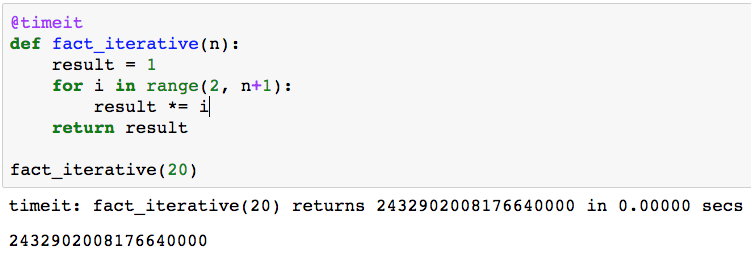 @timeit
def fact_iterative(n):
    result = 1
    for i in range(2, n+1):
        result *= i
    return result
fact_iterative(20)
timeit: fact_iterative(20) returns 2432902008176640000 in 0.00000 secs
2432902008176640000